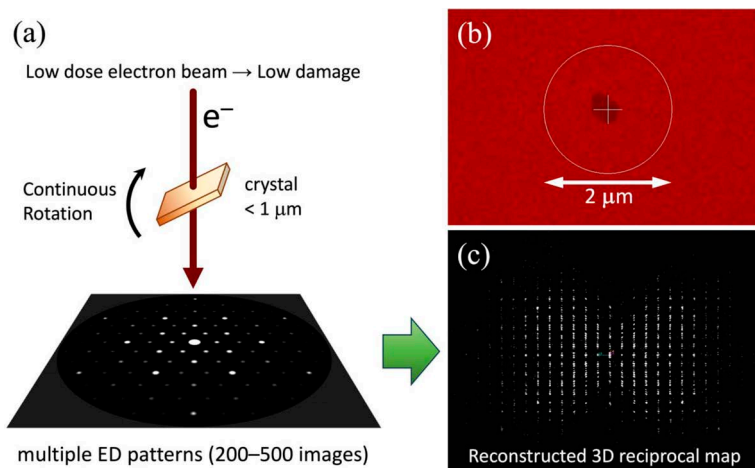 (a)
Low dose electron beam → Low damage
e⁻
Continuous
Rotation
crystal
< 1 μm
multiple ED patterns (200–500 images)
(b)
2 μm
(c)
Reconstructed 3D reciprocal map